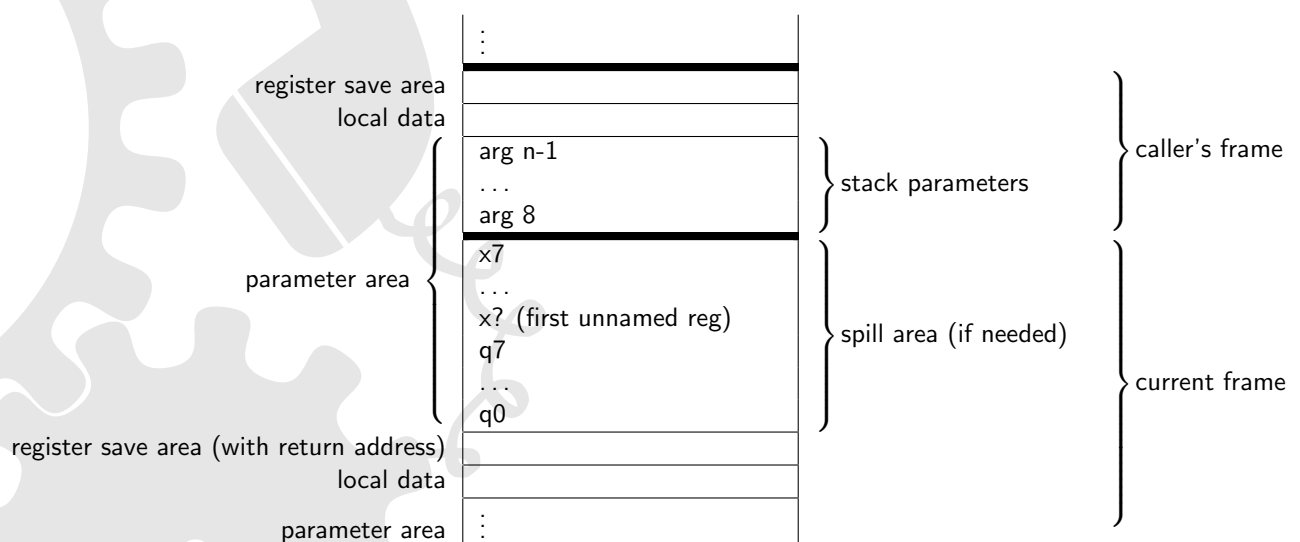 ⋮
register save area
local data
arg n-1
caller's frame
. . .
stack parameters
arg 8
x7
parameter area
. . .
x? (first unnamed reg)
spill area (if needed)
q7
. . .
current frame
q0
register save area (with return address)
local data
parameter area
⋮